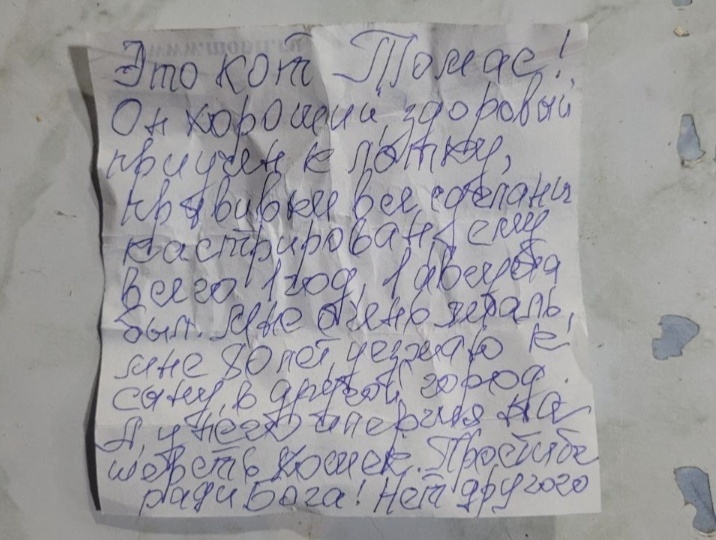 Это кот Томас!
Он хороший здоровый
приучен к лотку,
прививки все сделаны
кастрирован, ему
всего 1 год, 1 августа
был. мне очень жаль,
мне 80 лет, уезжаю к
сыну, в другой город.
А у него аллергия на
шерсть кошек. Простите
ради Бога! Нет другого